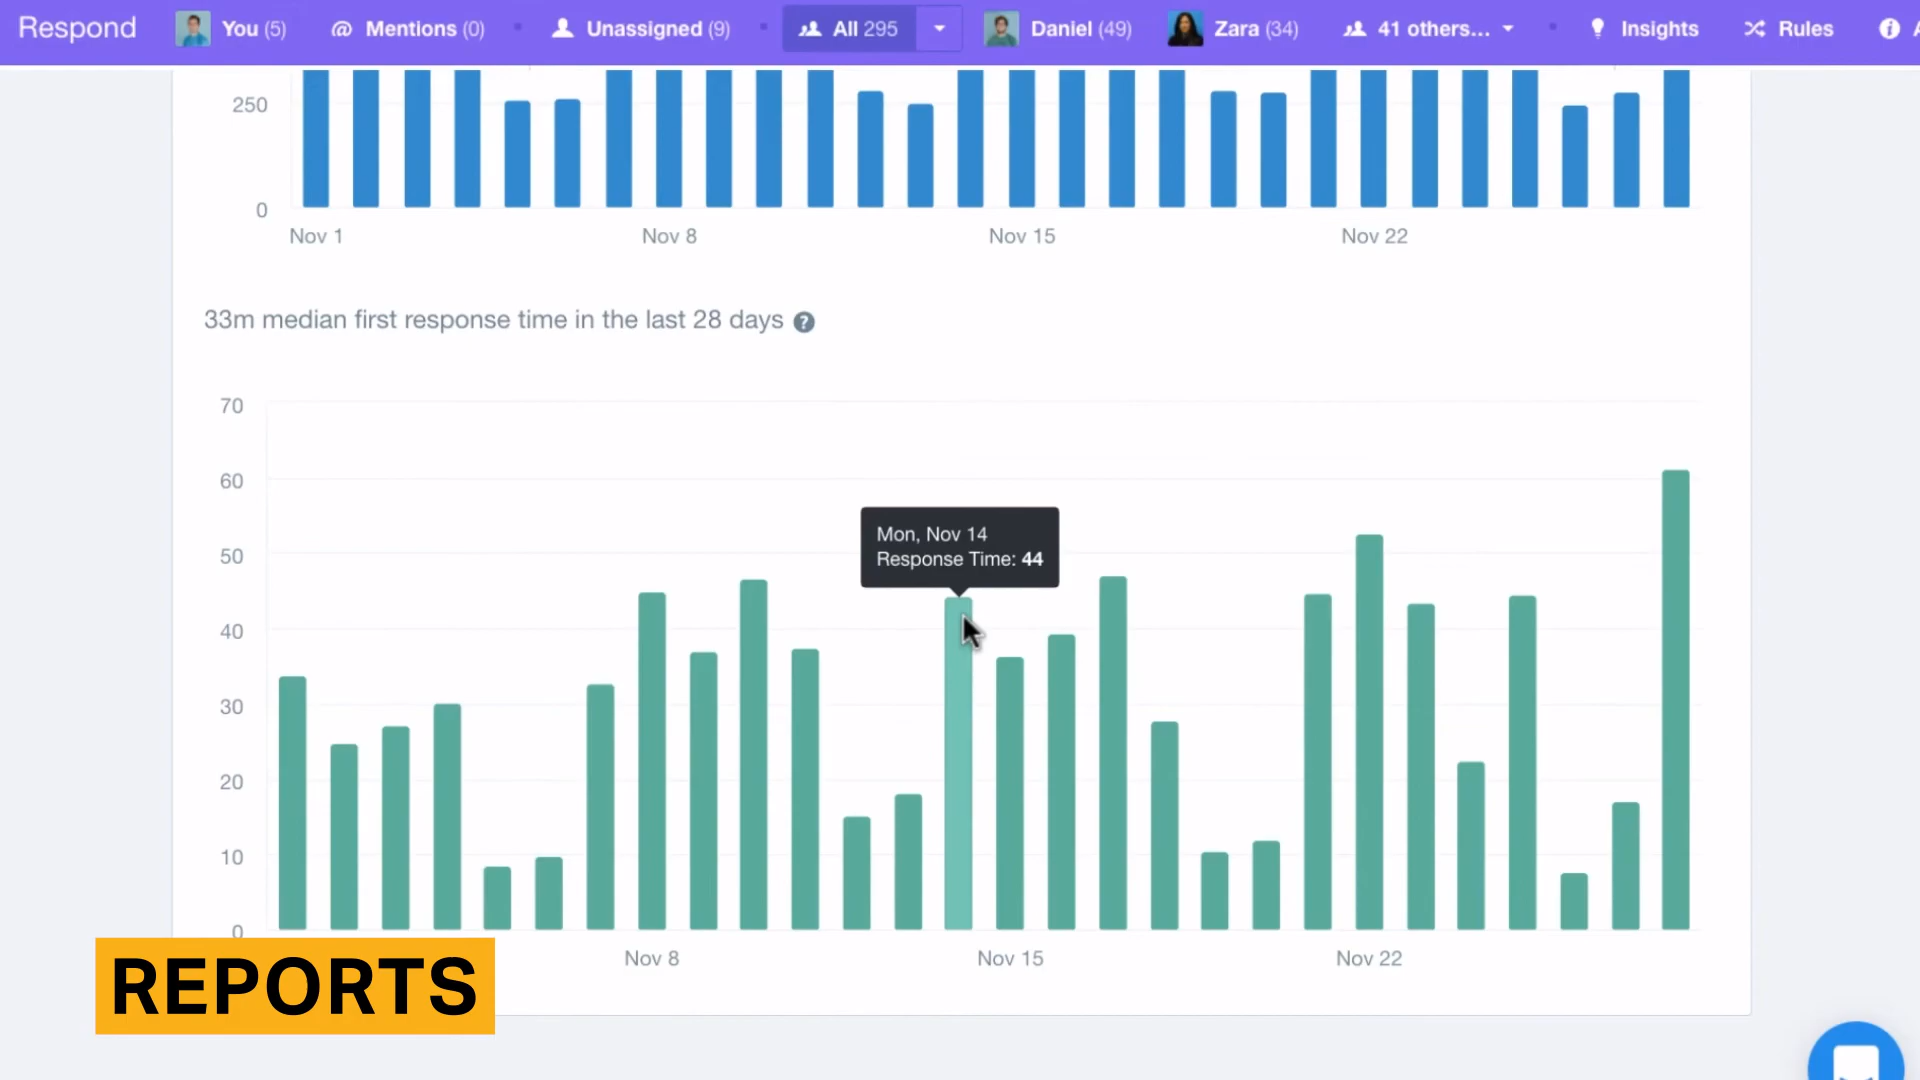 Respond
You (5)
Mentions (0)
Unassigned (9)
All 295
Daniel (49)
Zara (34)
41 others...
Insights
Rules
250
0
Nov 1
Nov 8
Nov 15
Nov 22
33m median first response time in the last 28 days ?
70
60
50
40
30
20
10
0
Mon, Nov 14
Response Time: 44
Nov 8
Nov 15
Nov 22
REPORTS